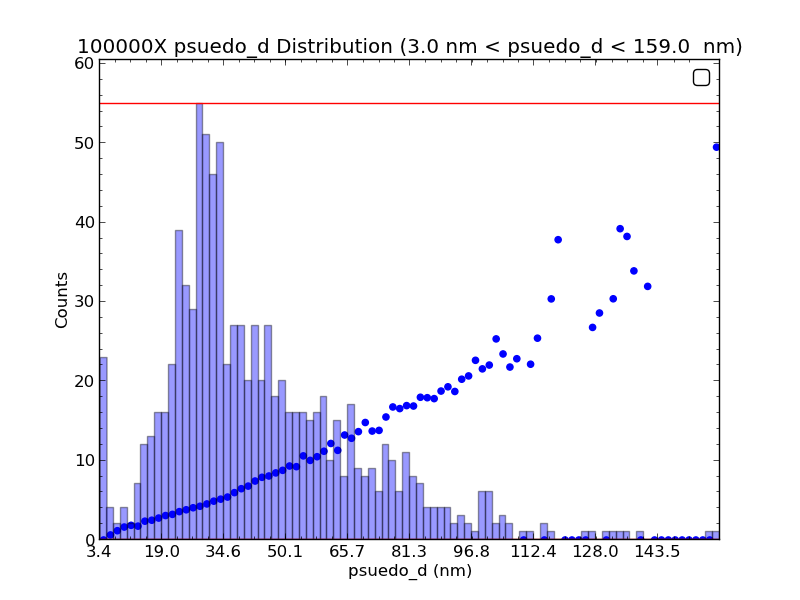 100000X psuedo_d Distribution (3.0 nm < psuedo_d < 159.0  nm)
60
50
40
30
20
10
0
Counts
3.4 19.0 34.6 50.1 65.7 81.3 96.8 112.4 128.0 143.5
psuedo_d (nm)